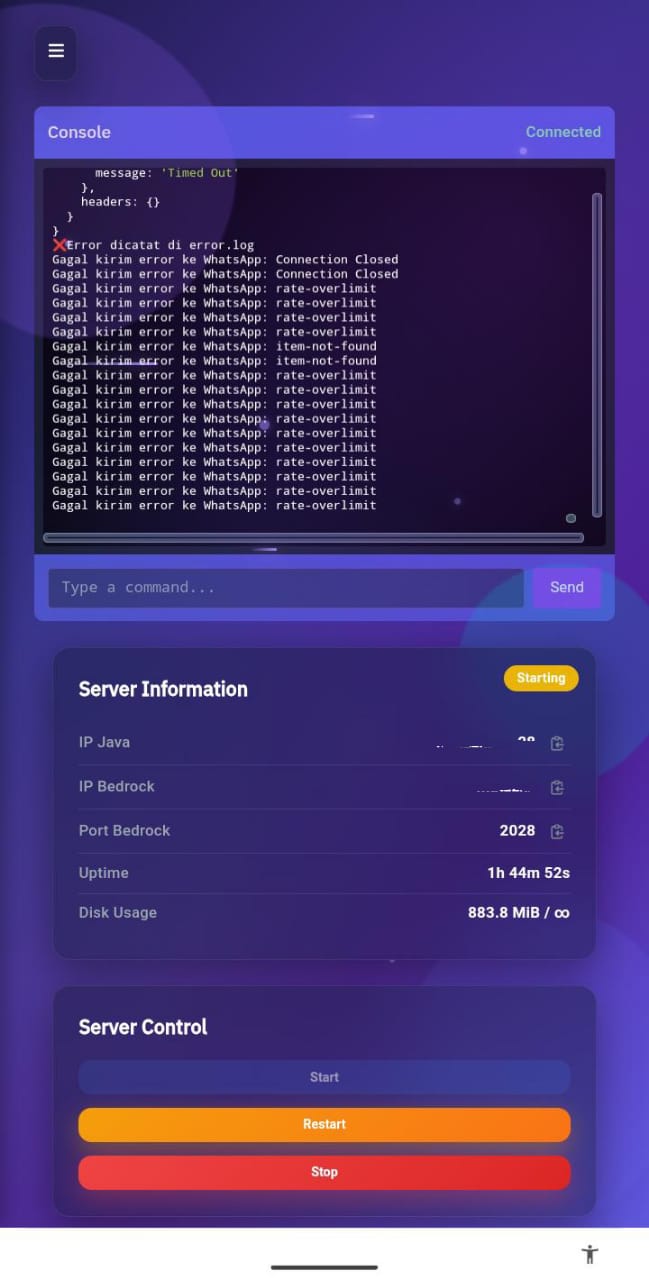 Console
Connected
message: 'Timed Out'
},
headers: {}
}
}
❌Error dicatat di error.log
Gagal kirim error ke WhatsApp: Connection Closed
Gagal kirim error ke WhatsApp: Connection Closed
Gagal kirim error ke WhatsApp: rate-overlimit
Gagal kirim error ke WhatsApp: rate-overlimit
Gagal kirim error ke WhatsApp: rate-overlimit
Gagal kirim error ke WhatsApp: rate-overlimit
Gagal kirim error ke WhatsApp: item-not-found
Gagal kirim error ke WhatsApp: item-not-found
Gagal kirim error ke WhatsApp: rate-overlimit
Gagal kirim error ke WhatsApp: rate-overlimit
Gagal kirim error ke WhatsApp: rate-overlimit
Gagal kirim error ke WhatsApp: rate-overlimit
Gagal kirim error ke WhatsApp: rate-overlimit
Gagal kirim error ke WhatsApp: rate-overlimit
Gagal kirim error ke WhatsApp: rate-overlimit
Gagal kirim error ke WhatsApp: rate-overlimit
Gagal kirim error ke WhatsApp: rate-overlimit
Gagal kirim error ke WhatsApp: rate-overlimit
Type a command...
Send
Starting
Server Information
IP Java
IP Bedrock
Port Bedrock 2028
Uptime 1h 44m 52s
Disk Usage 883.8 MiB / ∞
Server Control
Start
Restart
Stop